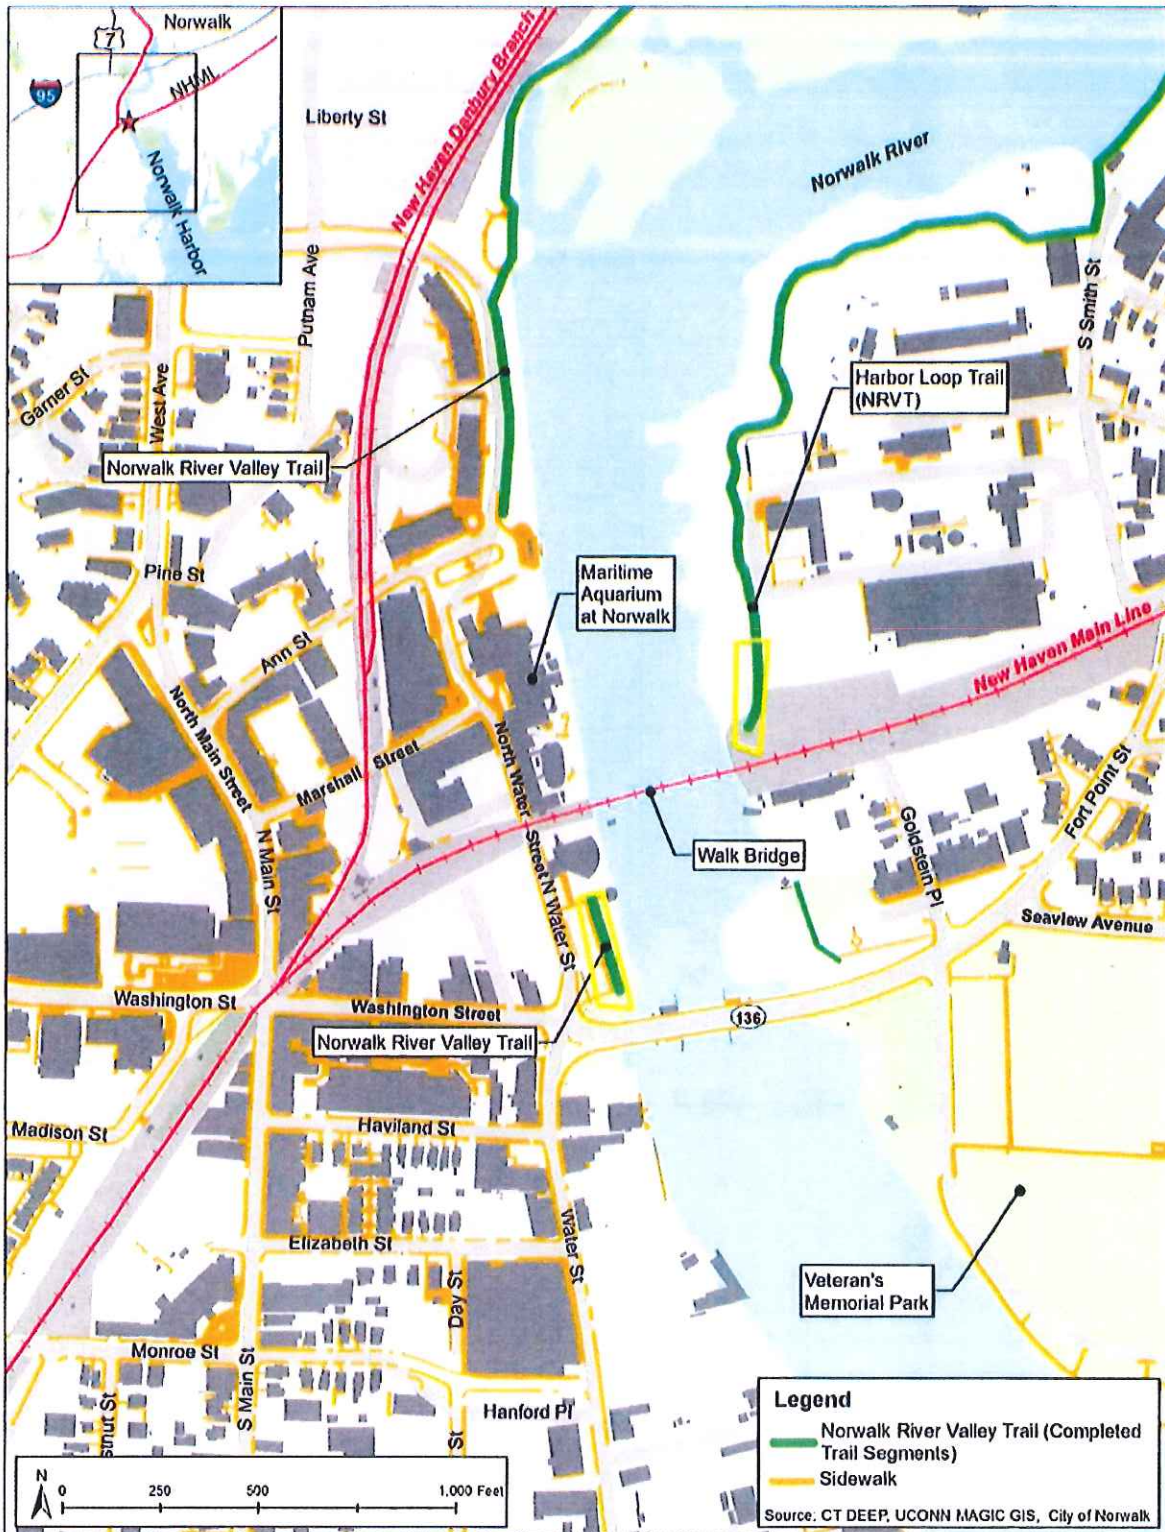 Norwalk
7
95
NHML
Norwalk Harbor
Liberty St
New Haven Danbury Branch
Norwalk River
Putnam Ave
S Smith St
Garner St
West Ave
Harbor Loop Trail
(NRVT)
Norwalk River Valley Trail
Pine St
Maritime
Aquarium
at Norwalk
Ann St
New Haven Main Line
North Main Street
Marshall Street
North Water Street
N Main St
Walk Bridge
Fort Point St
Goldstein Pl
N Water St
Seaview Avenue
Washington St
Washington Street
136
Norwalk River Valley Trail
Madison St
Haviland St
Elizabeth St
Water St
Day St
Veteran's
Memorial Park
Monroe St
S Main St
Hanford Pl
stnut St
St
Legend
Norwalk River Valley Trail (Completed
Trail Segments)
Sidewalk
Source: CT DEEP, UCONN MAGIC GIS, City of Norwalk
N
0 250 500 1,000 Feet